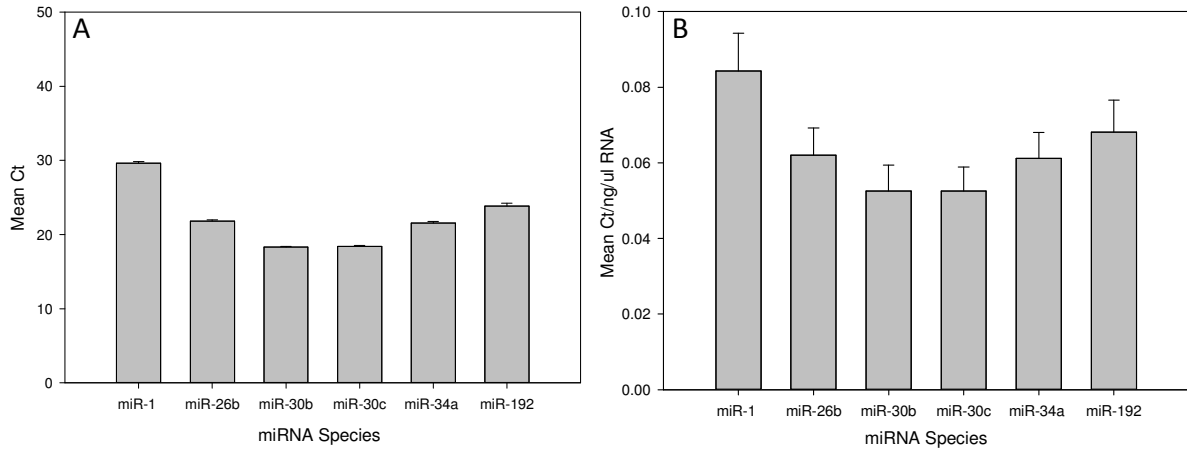 A
50
40
30
20
10
0
Mean Ct
miR-1 miR-26b miR-30b miR-30c miR-34a miR-192
miRNA Species
B
0.10
0.08
0.06
0.04
0.02
0.00
Mean Ct/ng/ul RNA
miR-1 miR-26b miR-30b miR-30c miR-34a miR-192
miRNA Species